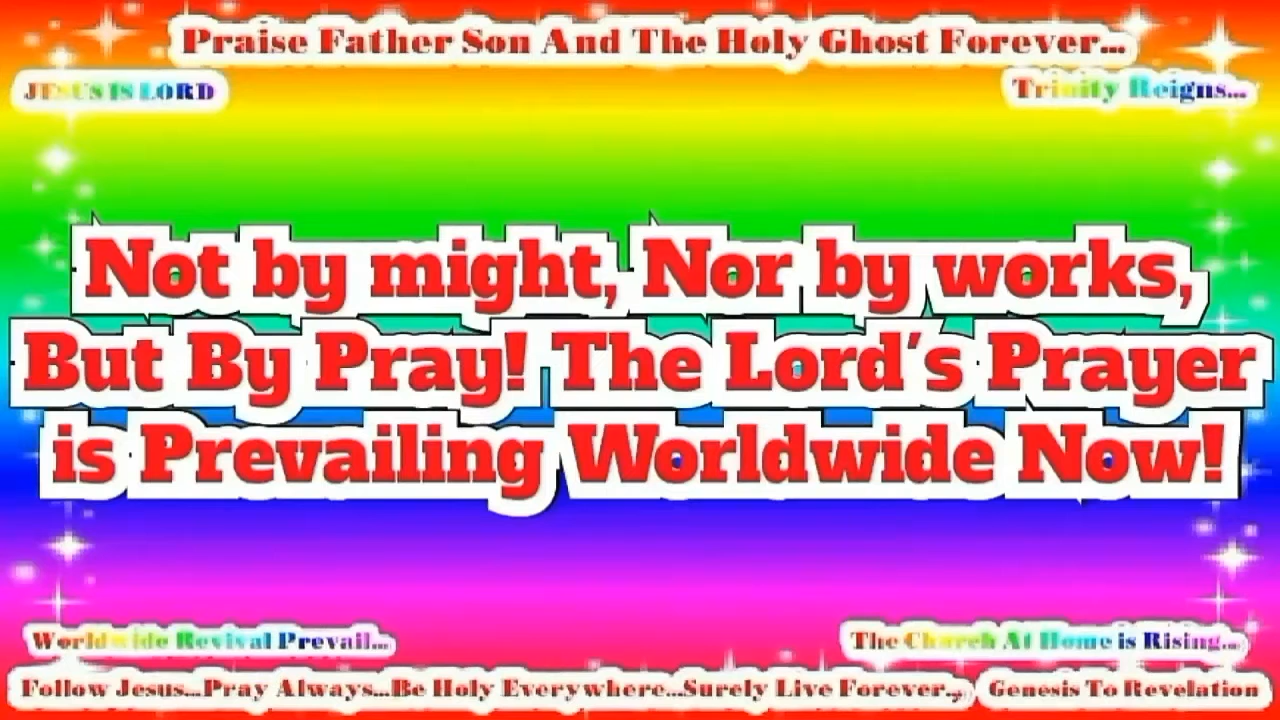 Praise Father Son And The Holy Ghost Forever...
JESUS IS LORD
Trinity Reigns...
Not by might, Nor by works,
But By Pray! The Lord's Prayer
is Prevailing Worldwide Now!
Worldwide Revival Prevail...
The Church At Home is Rising...
Follow Jesus...Pray Always...Be Holy Everywhere...Surely Live Forever...
Genesis To Revelation